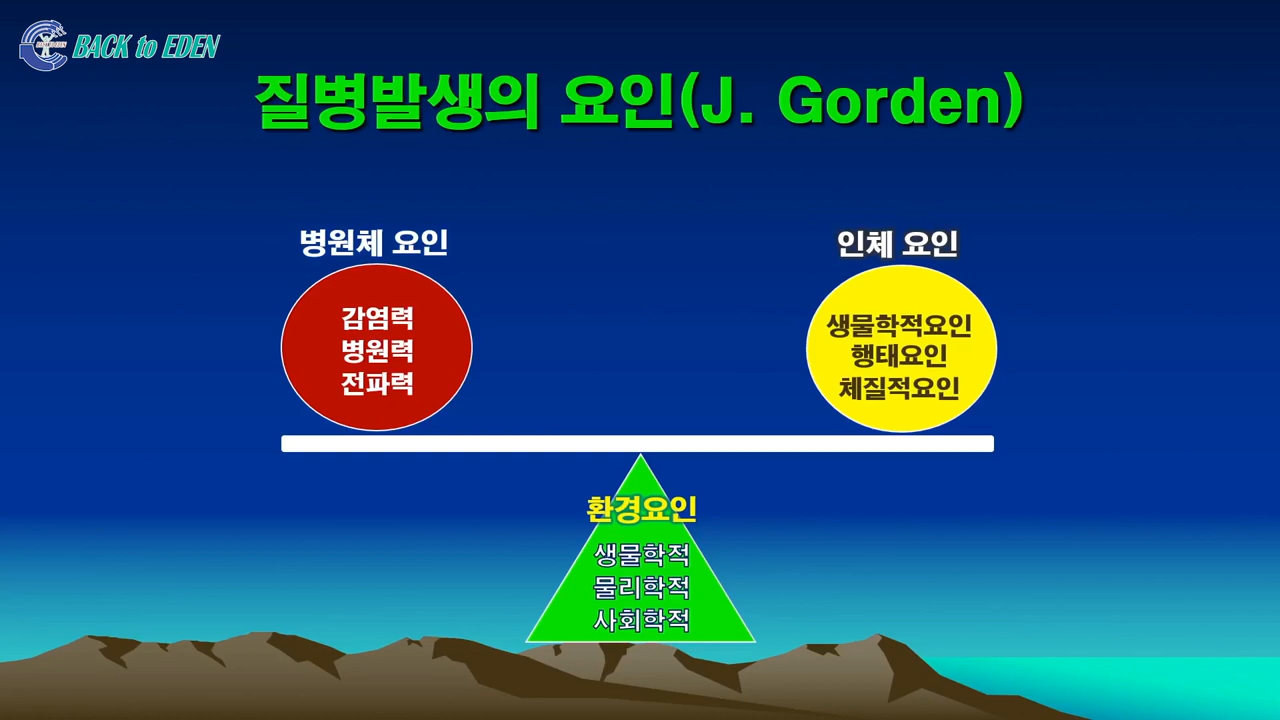 BACK to EDEN
질병발생의 요인(J. Gorden)
병원체 요인
감염력
병원력
전파력
인체 요인
생물학적요인
행태요인
체질적요인
환경요인
생물학적
물리학적
사회학적